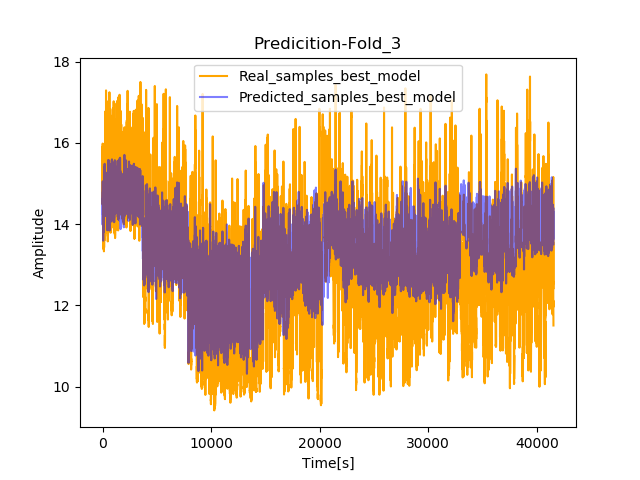 Predicition-Fold_3
Real_samples_best_model
Predicted_samples_best_model
18
16
14
12
10
Amplitude
0 10000 20000 30000 40000
Time[s]